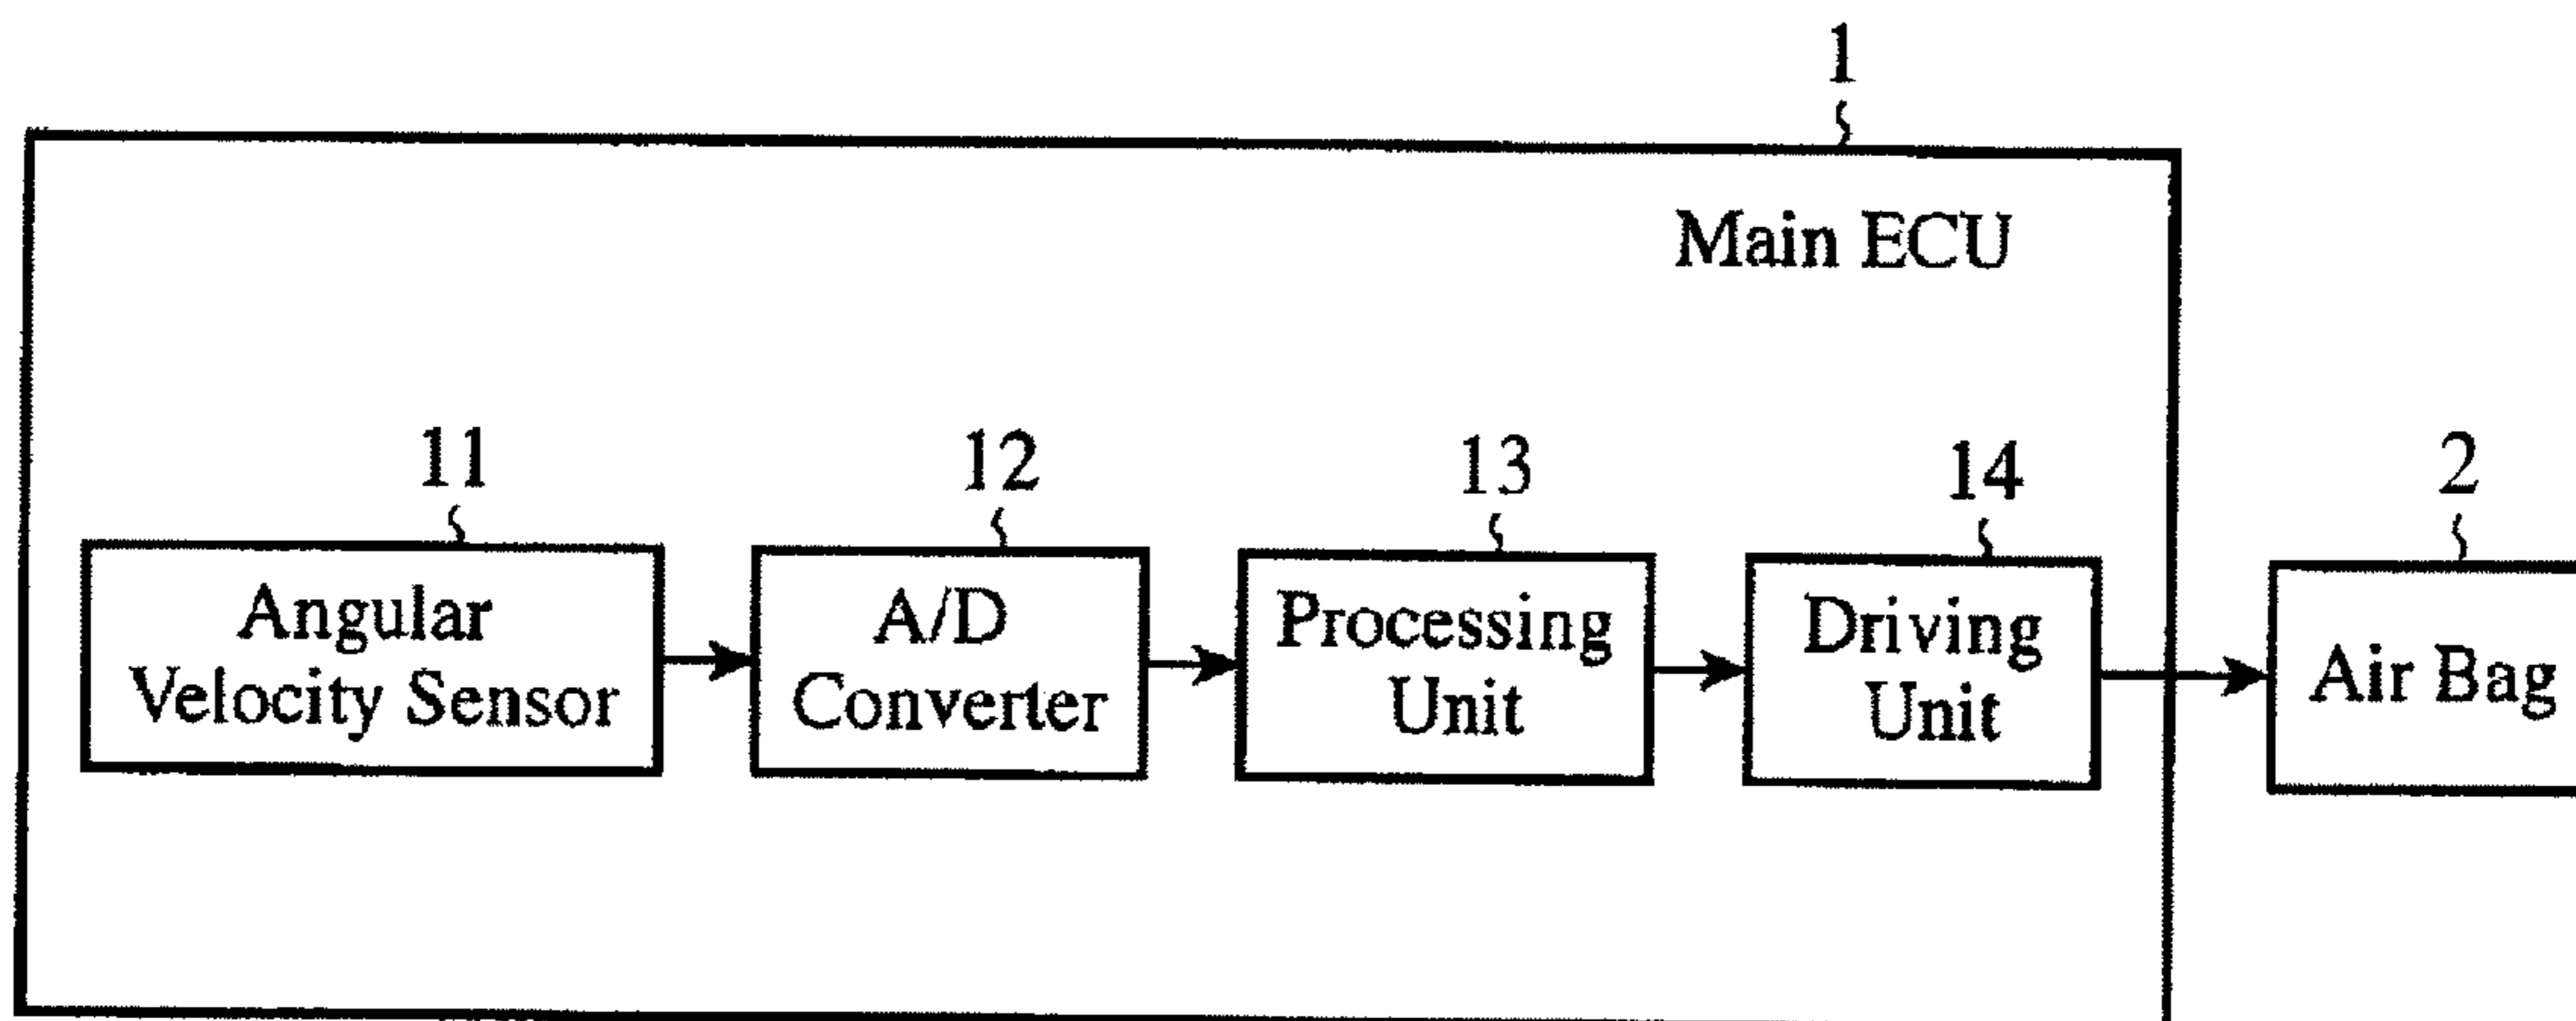 1
Main ECU
11
12
13
14
2
Angular
Velocity Sensor
A/D
Converter
Processing
Unit
Driving
Unit
Air Bag